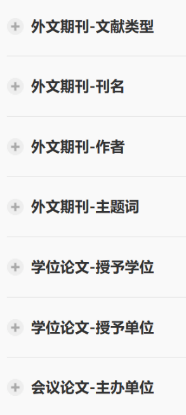 外文期刊-文献类型
外文期刊-刊名
外文期刊-作者
外文期刊-主题词
学位论文-授予学位
学位论文-授予单位
会议论文-主办单位